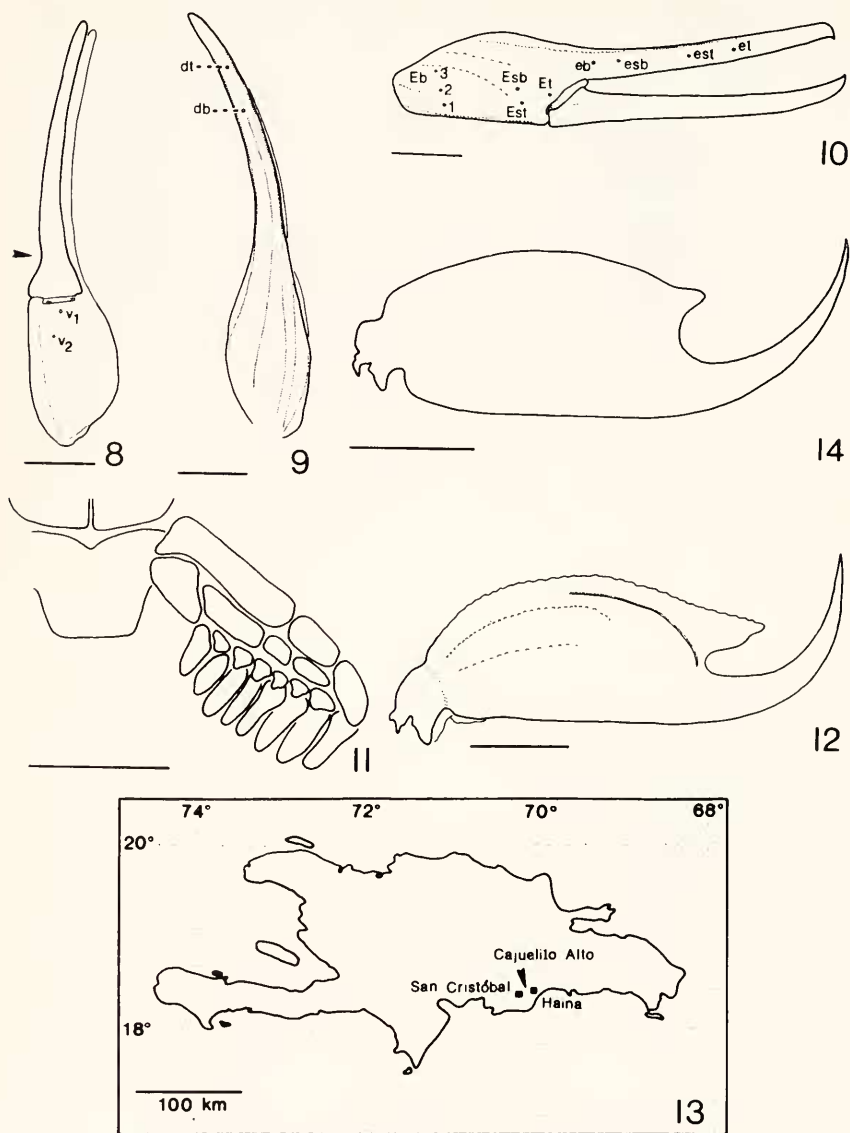 dt
db
v1
v2
8
9
eb
esb
est
et
Eb 3
2
1
Esb
Et
Est
10
14
11
12
74°
72°
70°
68°
20°
18°
Cajuelito Alto
San Cristóbal
Haina
100 km
13